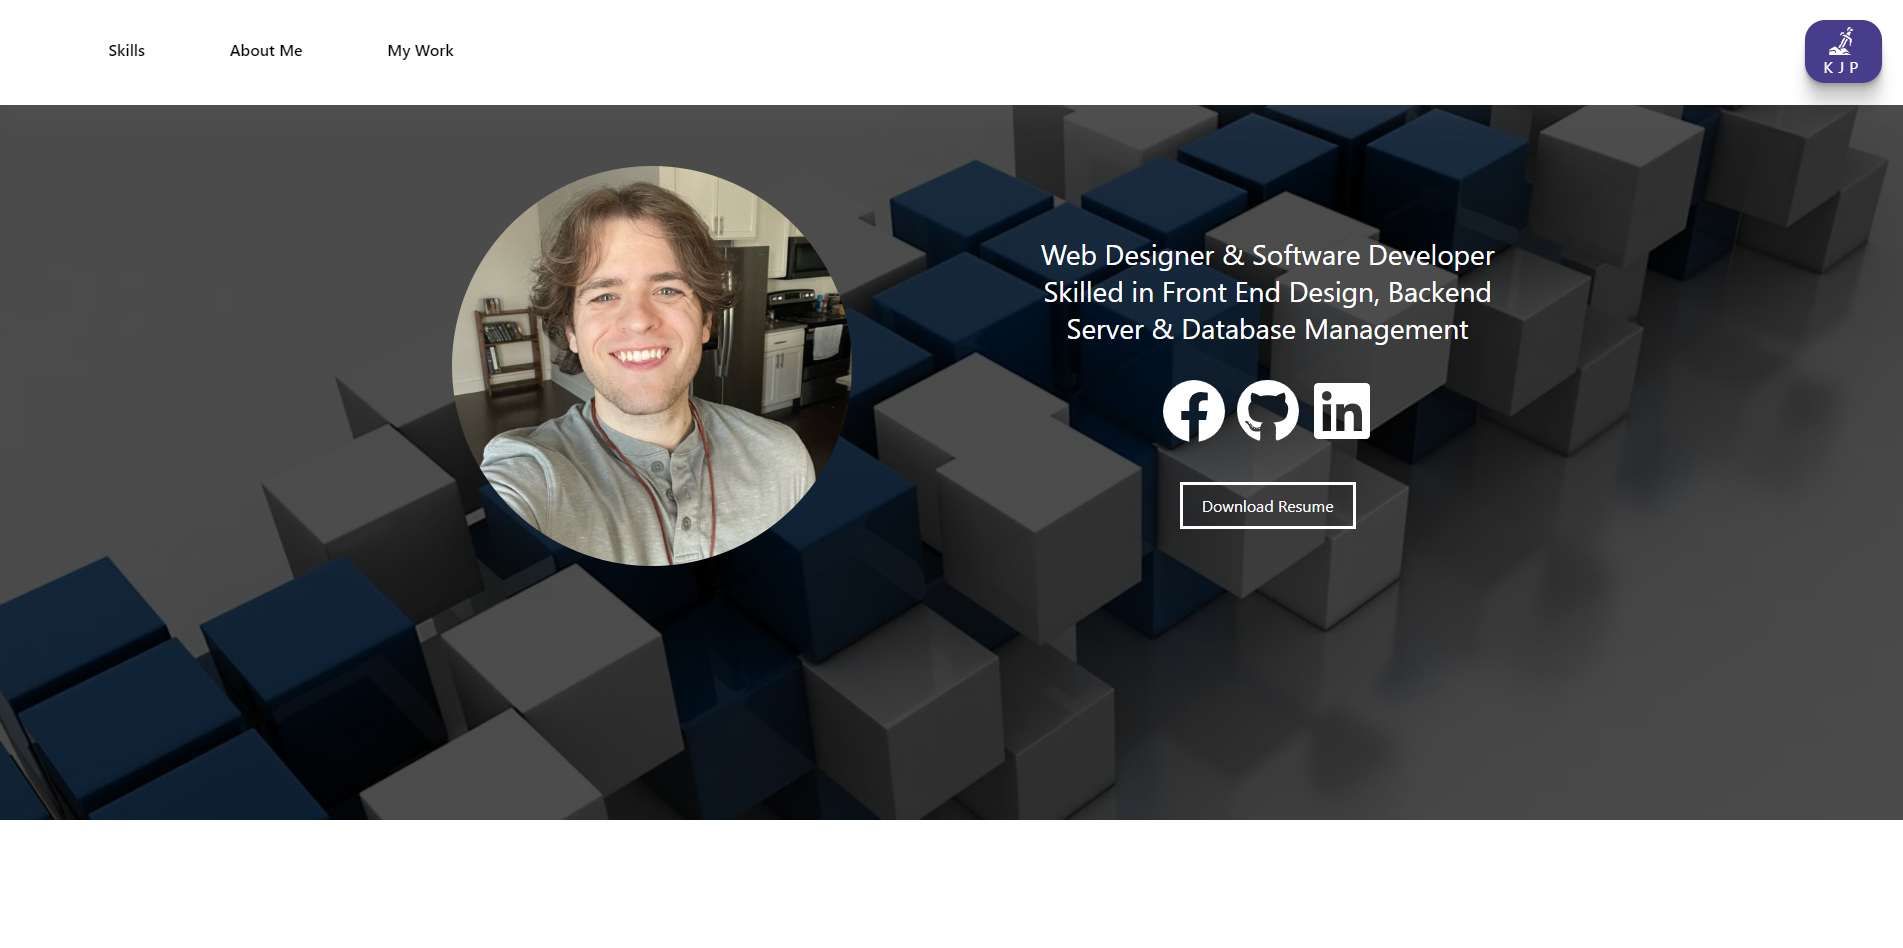 Skills
About Me
My Work
K J P
Web Designer & Software Developer
Skilled in Front End Design, Backend
Server & Database Management
in
Download Resume